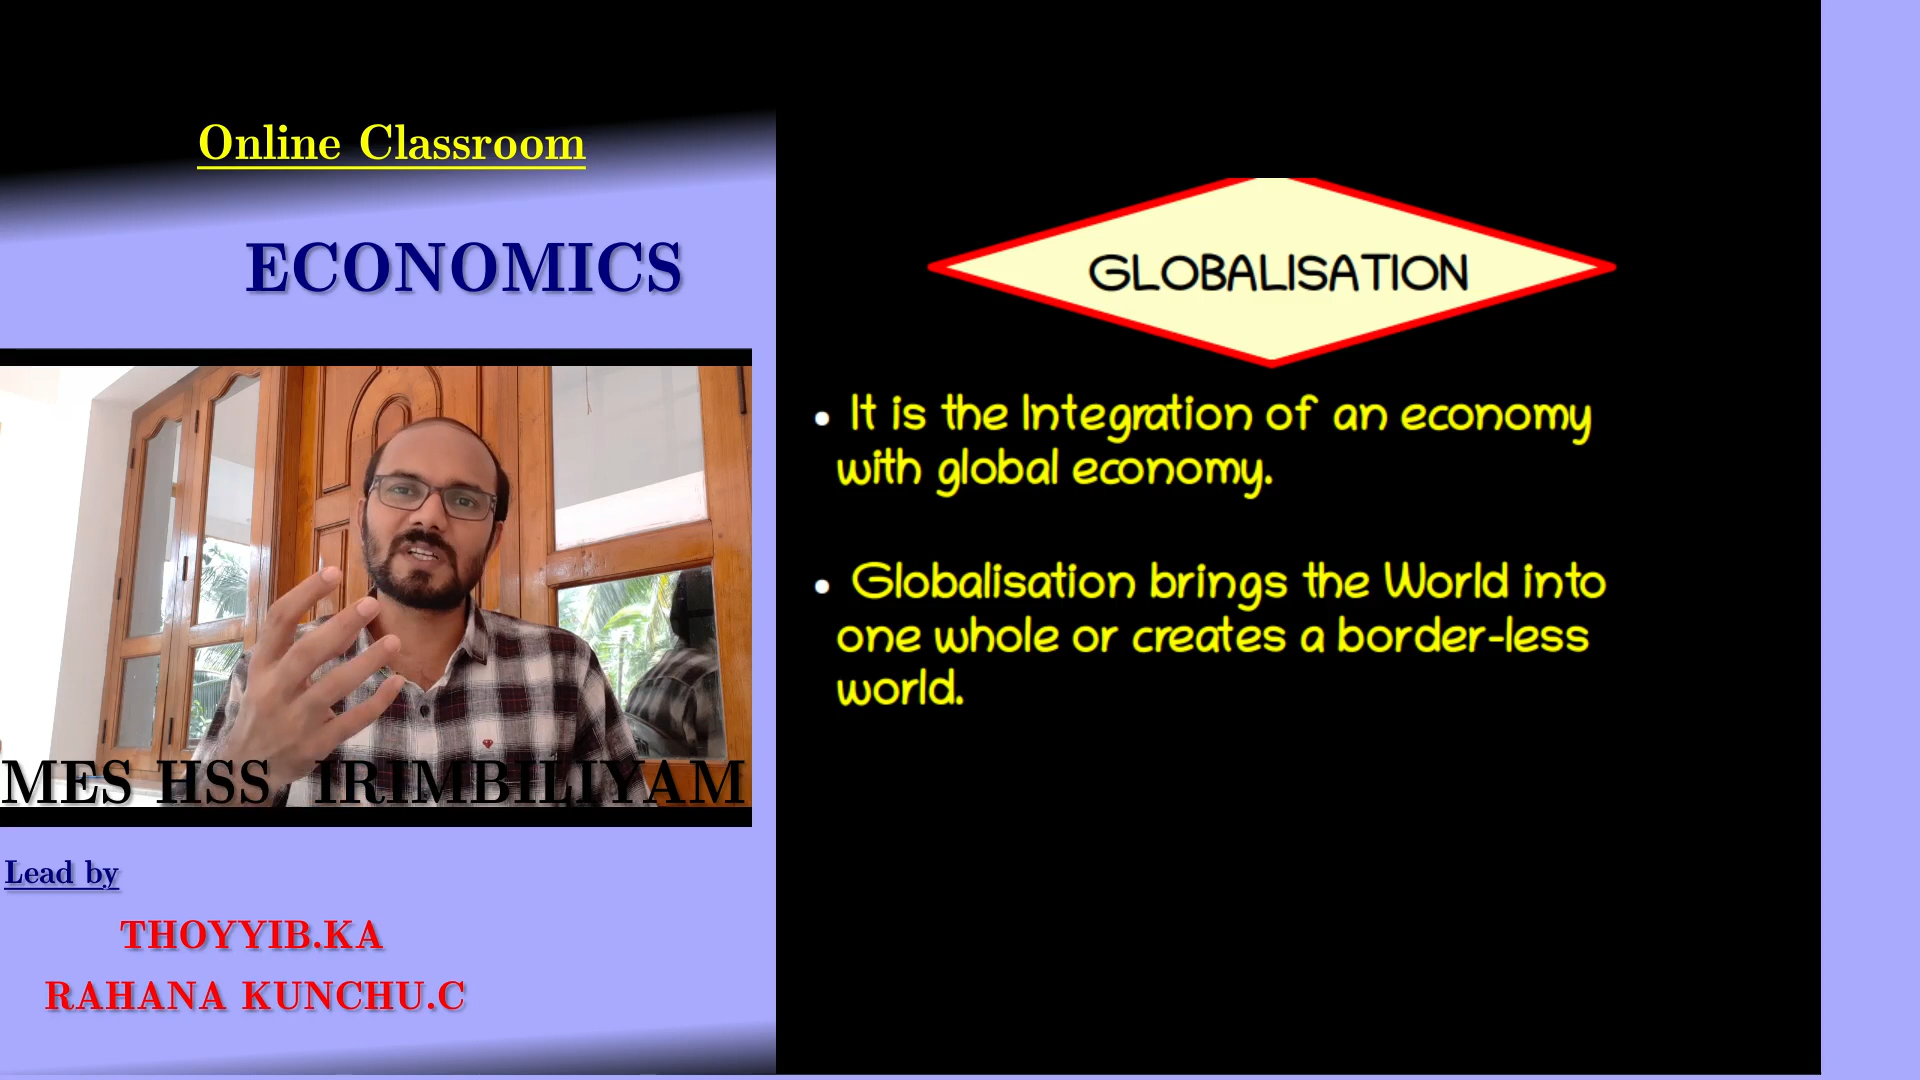 Online Classroom
ECONOMICS
MES HSS IRIMBILIYAM
Lead by
THOYYIB.KA
RAHANA KUNCHU.C
GLOBALISATION
• It is the Integration of an economy
with global economy.
• Globalisation brings the World into
one whole or creates a border-less
world.